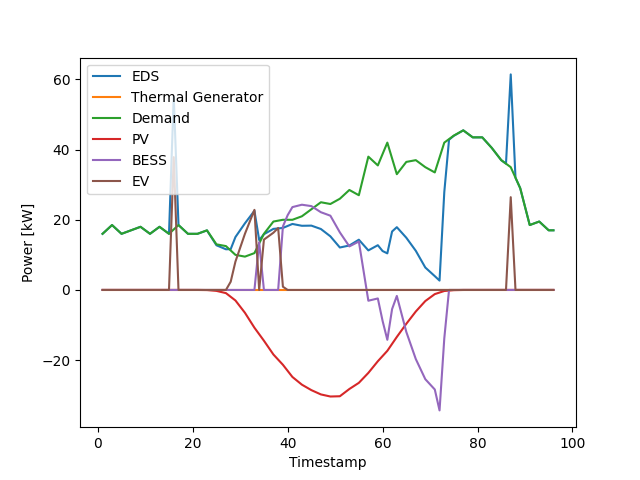 60
40
20
0
−20
Power [kW]
EDS
Thermal Generator
Demand
PV
BESS
EV
0
20
40
60
80
100
Timestamp